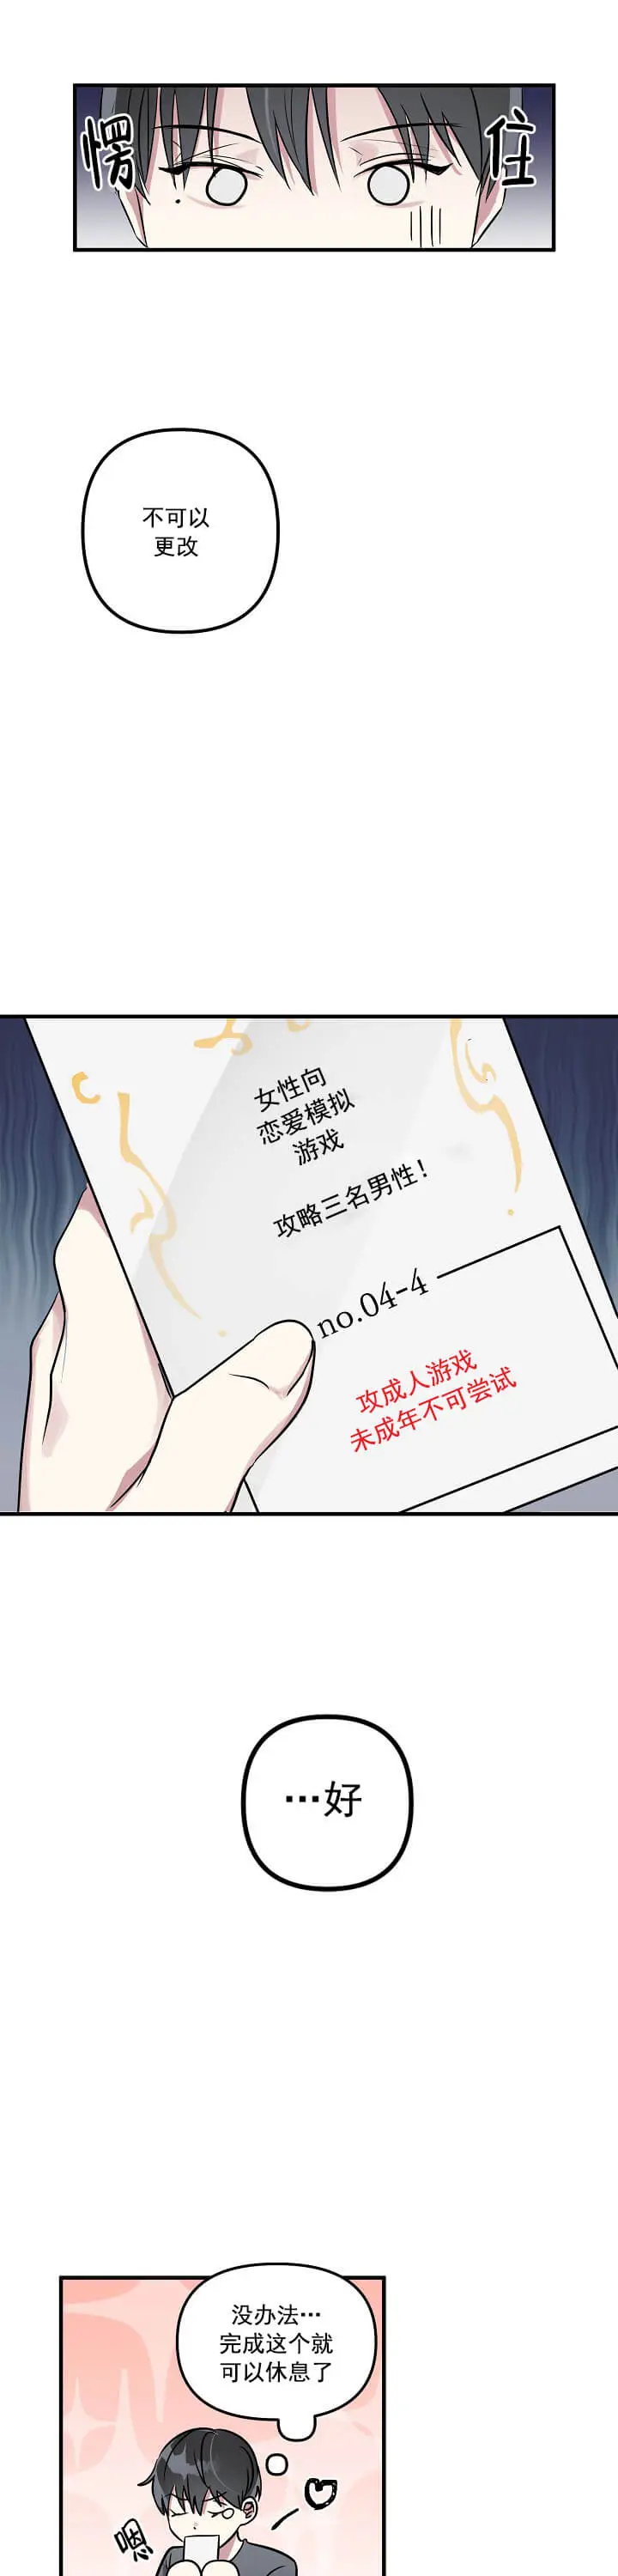 愣 住
不可以
更改
女性向
恋爱模拟
游戏
攻略三名男性！
no.04-4
攻成人游戏
未成年不可尝试
…好
没办法…
完成这个就
可以休息了
嗯